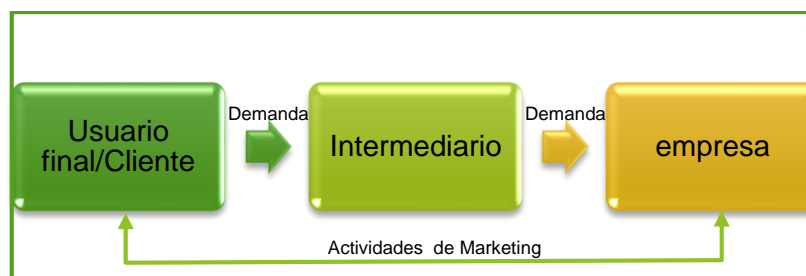 Usuario
final/Cliente
Demanda
Intermediario
Demanda
empresa
Actividades de Marketing